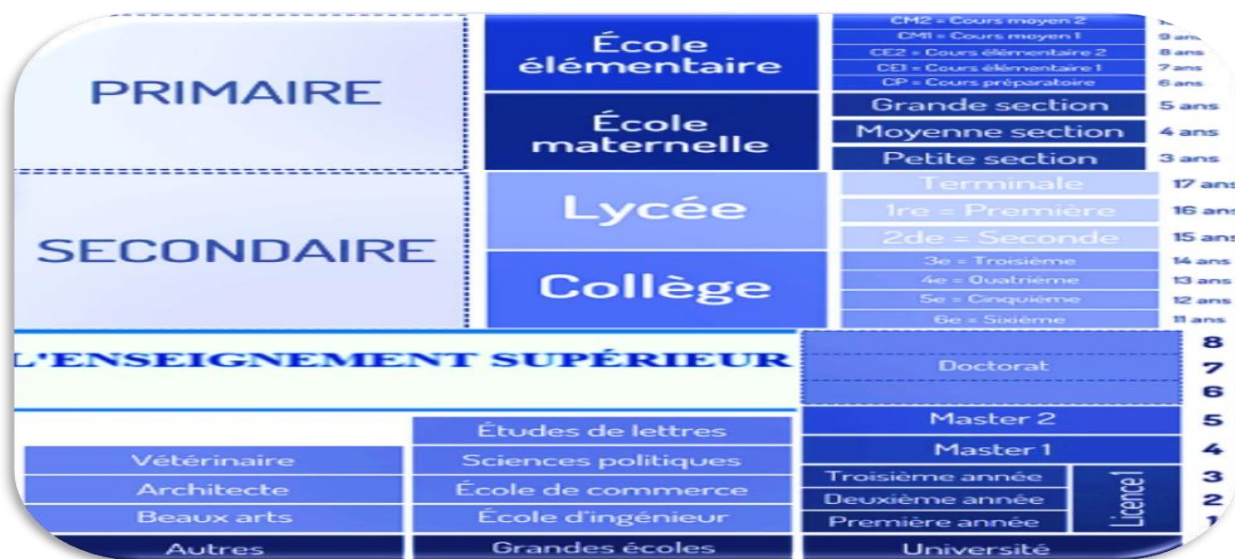 PRIMAIRE
École
élémentaire
CM2 = Cours moyen 2
CM1 = Cours moyen 1
9 ans
CE2 = Cours élémentaire 2
8 ans
CE1 = Cours élémentaire 1
7 ans
CP = Cours préparatoire
6 ans
École
maternelle
Grande section
5 ans
Moyenne section
4 ans
Petite section
3 ans
SECONDAIRE
Lycée
Terminale
17 ans
1re = Première
16 ans
2de = Seconde
15 ans
Collège
3e = Troisième
14 ans
4e = Quatrième
13 ans
5e = Cinquième
12 ans
6e = Sixième
11 ans
L'ENSEIGNEMENT SUPÉRIEUR
8
Doctorat
7
6
Master 2
5
Master 1
4
Études de lettres
Vétérinaire
Sciences politiques
Troisième année
3
Architecte
École de commerce
Deuxième année
2
Beaux arts
École d'ingénieur
Première année
1
Licence1
Autres
Grandes écoles
Université